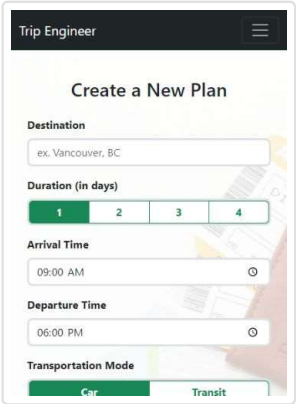 Trip Engineer
Create a New Plan
Destination
ex. Vancouver, BC
Duration (in days)
1 2 3 4
Arrival Time
09:00 AM
Departure Time
06:00 PM
Transportation Mode
Car Transit